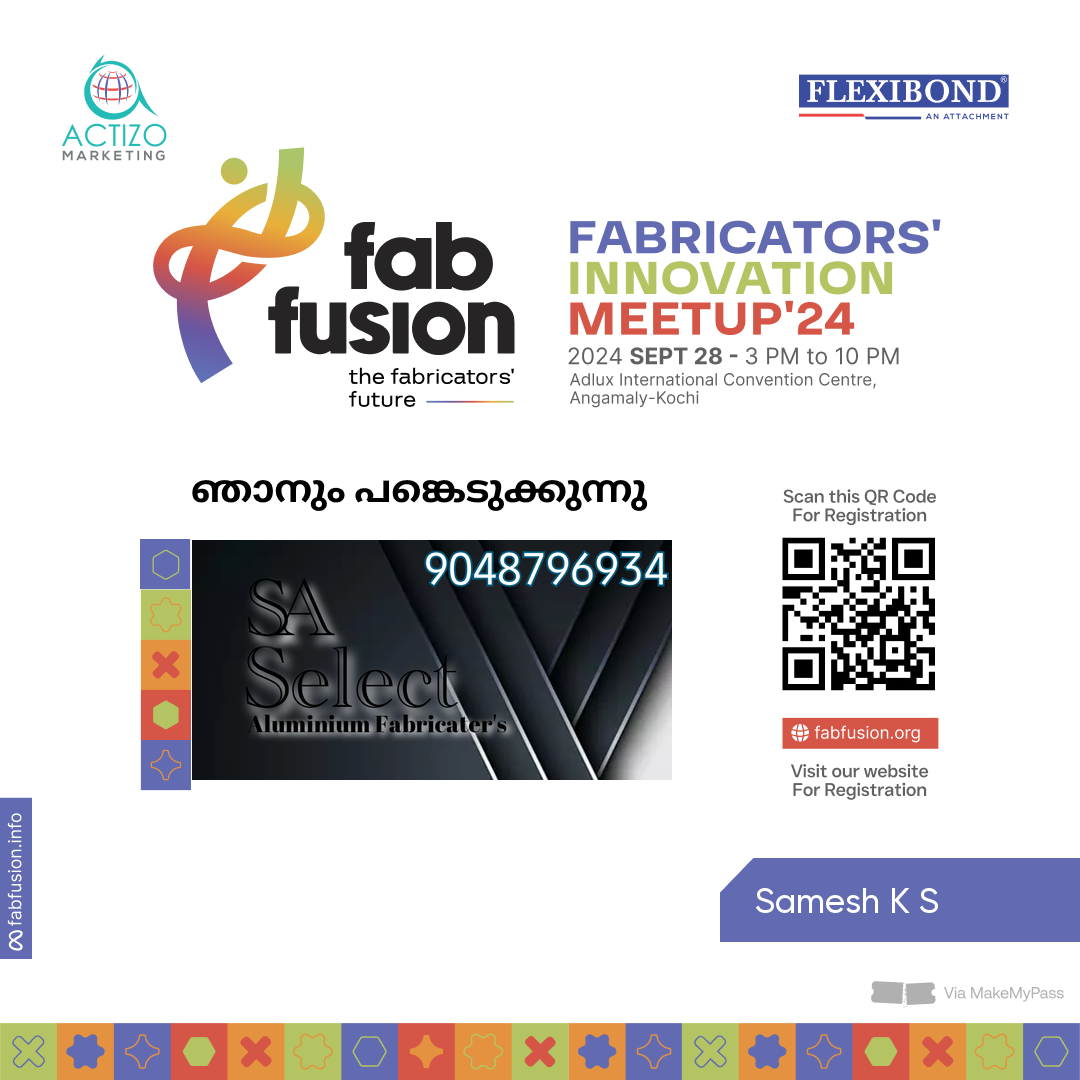 ACTIZO
MARKETING
FLEXIBOND®
AN ATTACHMENT
fab
fusion
the fabricators'
future
FABRICATORS'
INNOVATION
MEETUP'24
2024 SEPT 28 - 3 PM to 10 PM
Adlux International Convention Centre,
Angamaly-Kochi
ഞാനും പങ്കെടുക്കുന്നു
9048796934
SA
Select
Aluminium Fabricater's
Scan this QR Code
For Registration
fabfusion.org
Visit our website
For Registration
fabfusion.info
Samesh K S
Via MakeMyPass